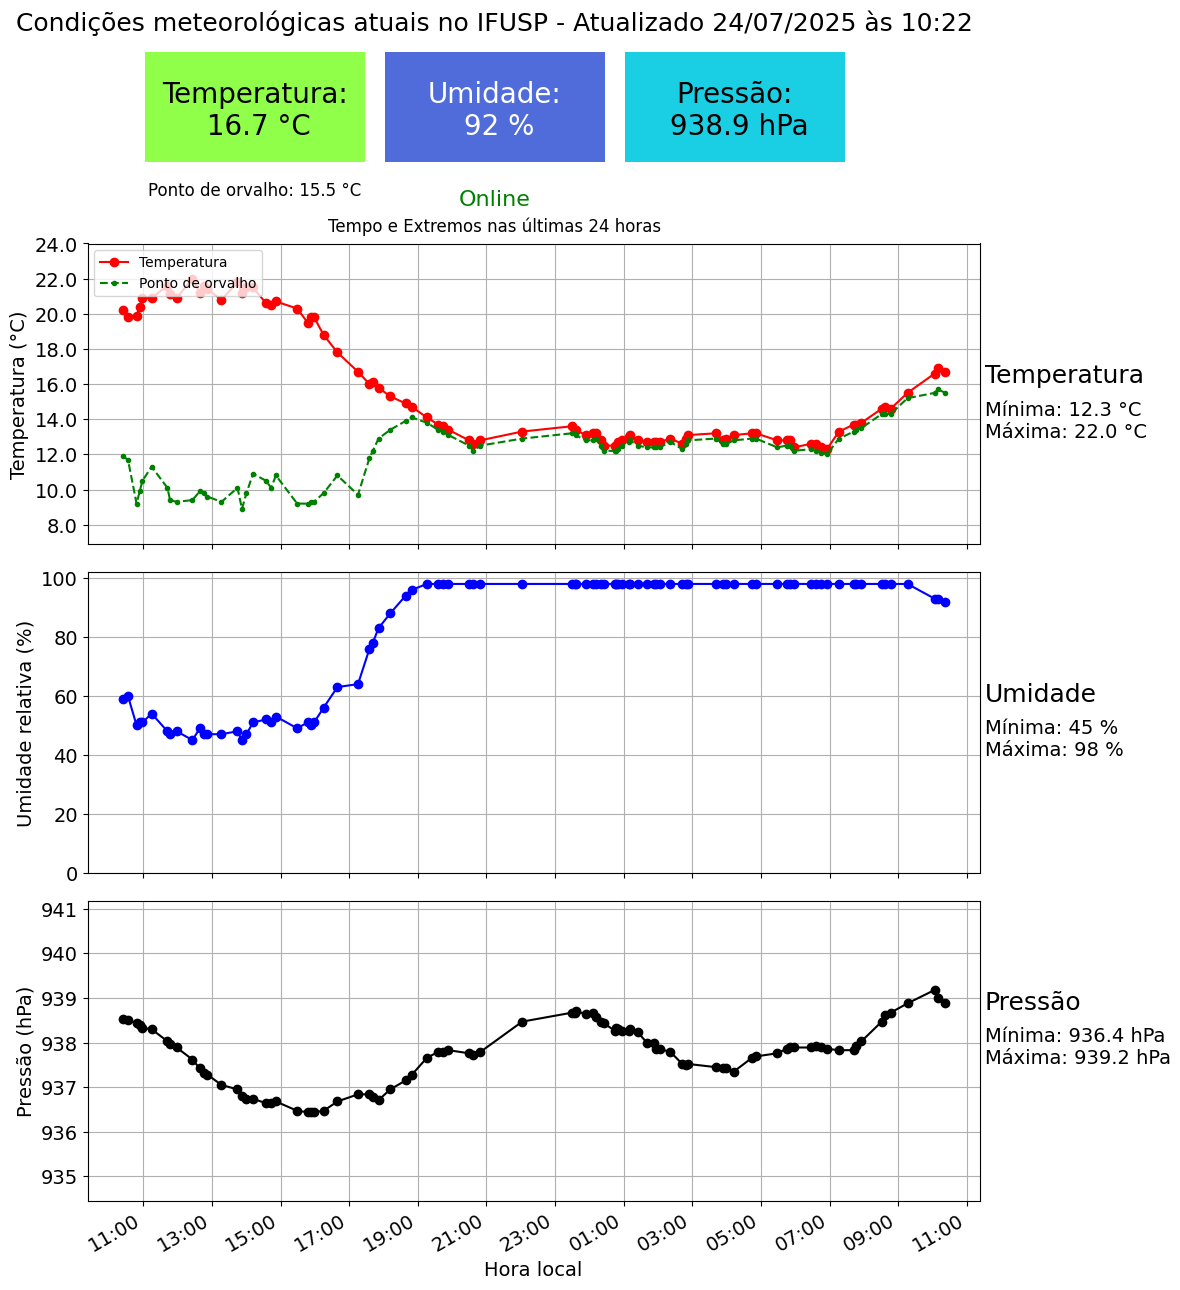 Condições meteorológicas atuais no IFUSP - Atualizado 24/07/2025 às 10:22
Temperatura:
16.7 °C
Umidade:
92 %
Pressão:
938.9 hPa
Ponto de orvalho: 15.5 °C
Online
Tempo e Extremos nas últimas 24 horas
Temperatura (°C)
24.0
22.0
20.0
18.0
16.0
14.0
12.0
10.0
8.0
Temperatura
Ponto de orvalho
Temperatura
Mínima: 12.3 °C
Máxima: 22.0 °C
Umidade relativa (%)
100
80
60
40
20
0
Umidade
Mínima: 45 %
Máxima: 98 %
Pressão (hPa)
941
940
939
938
937
936
935
Pressão
Mínima: 936.4 hPa
Máxima: 939.2 hPa
11:00
13:00
15:00
17:00
19:00
21:00
23:00
01:00
03:00
05:00
07:00
09:00
11:00
Hora local